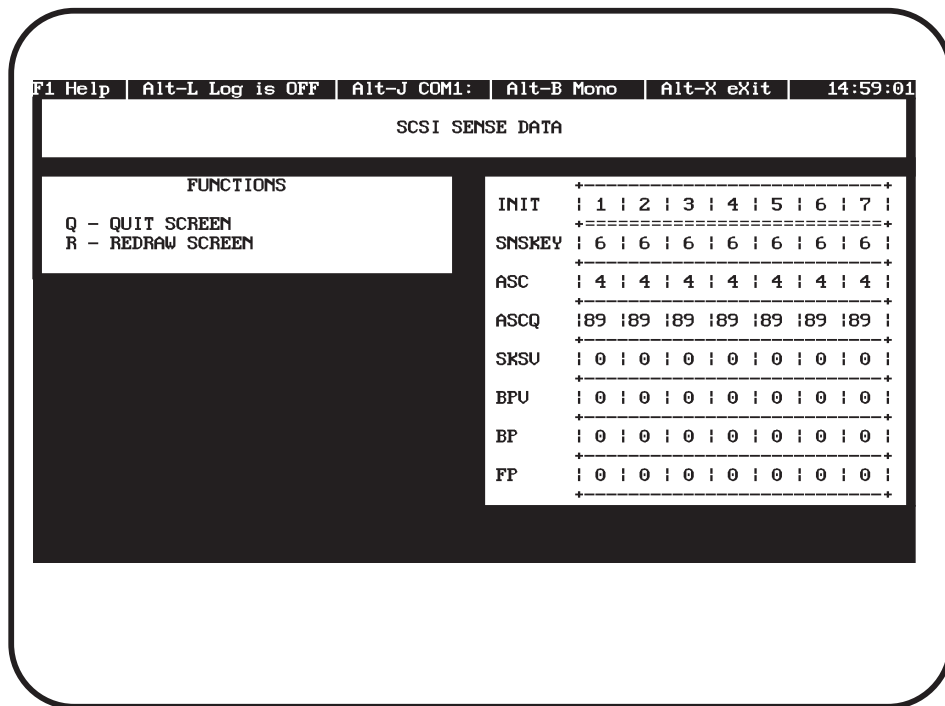 F1 Help | Alt-L Log is OFF | Alt-J COM1: | Alt-B Mono | Alt-X eXit | 14:59:01
SCSI SENSE DATA
FUNCTIONS
Q - QUIT SCREEN
R - REDRAW SCREEN
+---------------------------+
INIT ¦ 1 ¦ 2 ¦ 3 ¦ 4 ¦ 5 ¦ 6 ¦ 7 ¦
+===========================+
SNSKEY ¦ 6 ¦ 6 ¦ 6 ¦ 6 ¦ 6 ¦ 6 ¦ 6 ¦
+---------------------------+
ASC ¦ 4 ¦ 4 ¦ 4 ¦ 4 ¦ 4 ¦ 4 ¦ 4 ¦
+---------------------------+
ASCQ ¦89 ¦89 ¦89 ¦89 ¦89 ¦89 ¦89 ¦
+---------------------------+
SKSV ¦ 0 ¦ 0 ¦ 0 ¦ 0 ¦ 0 ¦ 0 ¦ 0 ¦
+---------------------------+
BPV ¦ 0 ¦ 0 ¦ 0 ¦ 0 ¦ 0 ¦ 0 ¦ 0 ¦
+---------------------------+
BP ¦ 0 ¦ 0 ¦ 0 ¦ 0 ¦ 0 ¦ 0 ¦ 0 ¦
+---------------------------+
FP ¦ 0 ¦ 0 ¦ 0 ¦ 0 ¦ 0 ¦ 0 ¦ 0 ¦
+---------------------------+